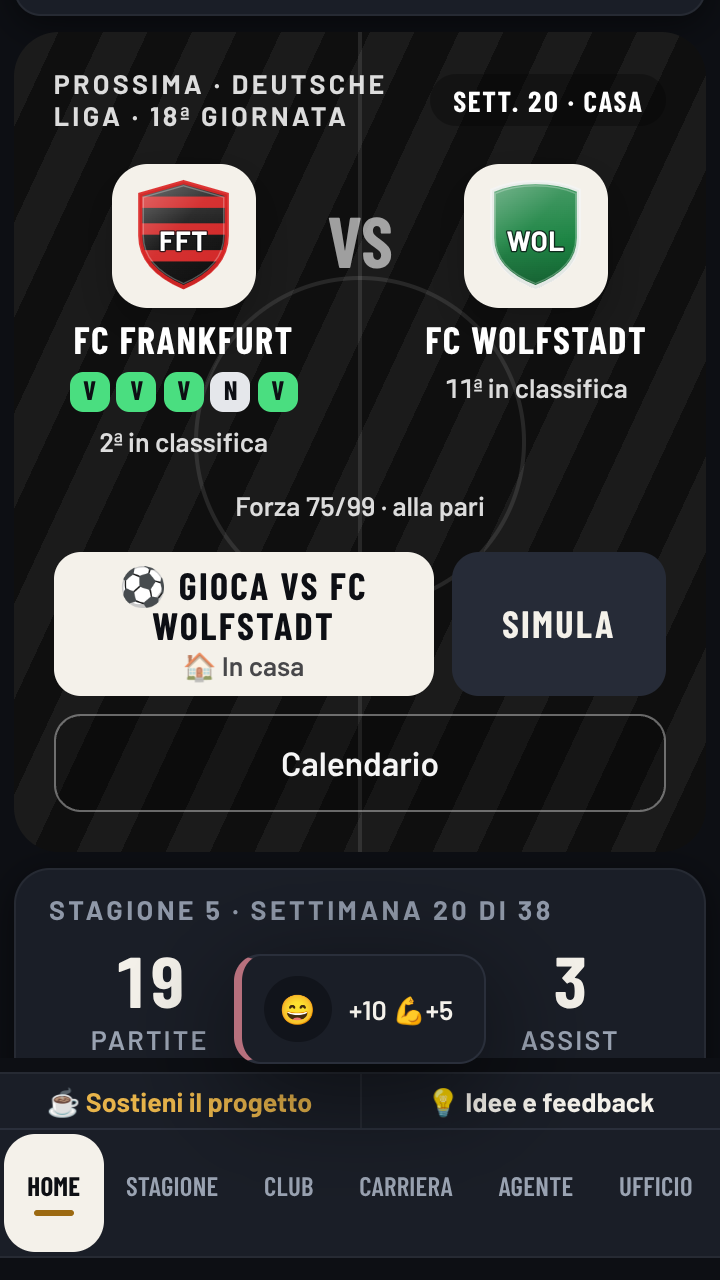 PROSSIMA · DEUTSCHE
LIGA · 18ª GIORNATA
SETT. 20 · CASA
FFT
VS
WOL
FC FRANKFURT
FC WOLFSTADT
V V V N V
11ª in classifica
2ª in classifica
Forza 75/99 · alla pari
⚽ GIOCA VS FC
WOLFSTADT
🏠 In casa
SIMULA
Calendario
STAGIONE 5 · SETTIMANA 20 DI 38
19
3
😄 +10 💪+5
PARTITE
ASSIST
☕ Sostieni il progetto
💡 Idee e feedback
HOME
STAGIONE
CLUB
CARRIERA
AGENTE
UFFICIO